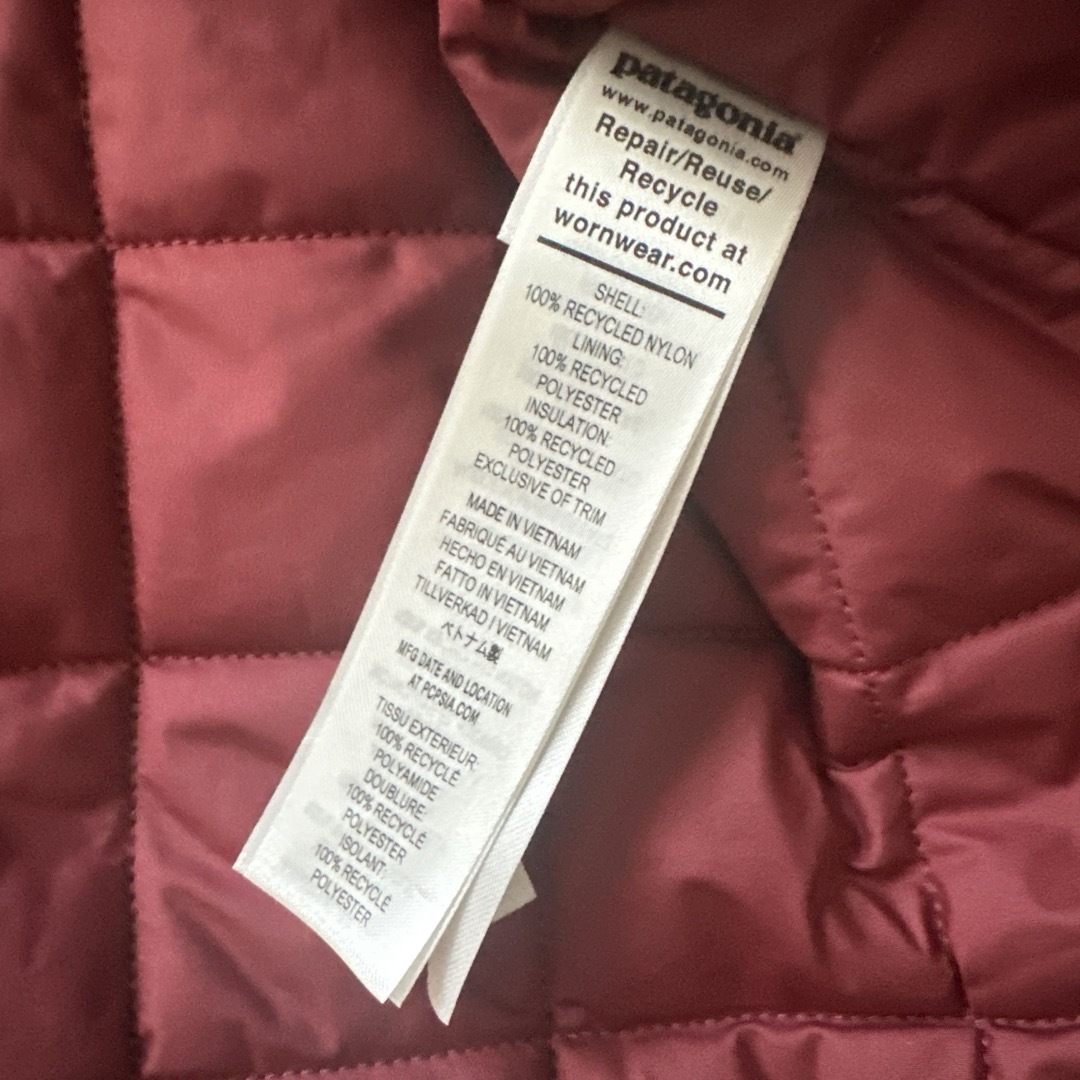 patagonia®
www.patagonia.com
Repair/Reuse/
Recycle
this product at
wornwear.com
SHELL:
100% RECYCLED NYLON
LINING:
100% RECYCLED
POLYESTER
INSULATION:
100% RECYCLED
POLYESTER
EXCLUSIVE OF TRIM
MADE IN VIETNAM
FABRIQUÉ AU VIETNAM
HECHO EN VIETNAM
FATTO IN VIETNAM
TILLVERKAD I VIETNAM
ベトナム製
MFG DATE AND LOCATION
AT PCPSIA.COM
TISSU EXTERIEUR:
100% RECYCLÉ
POLYAMIDE
DOUBLURE:
100% RECYCLÉ
POLYESTER
ISOLANT:
100% RECYCLÉ
POLYESTER